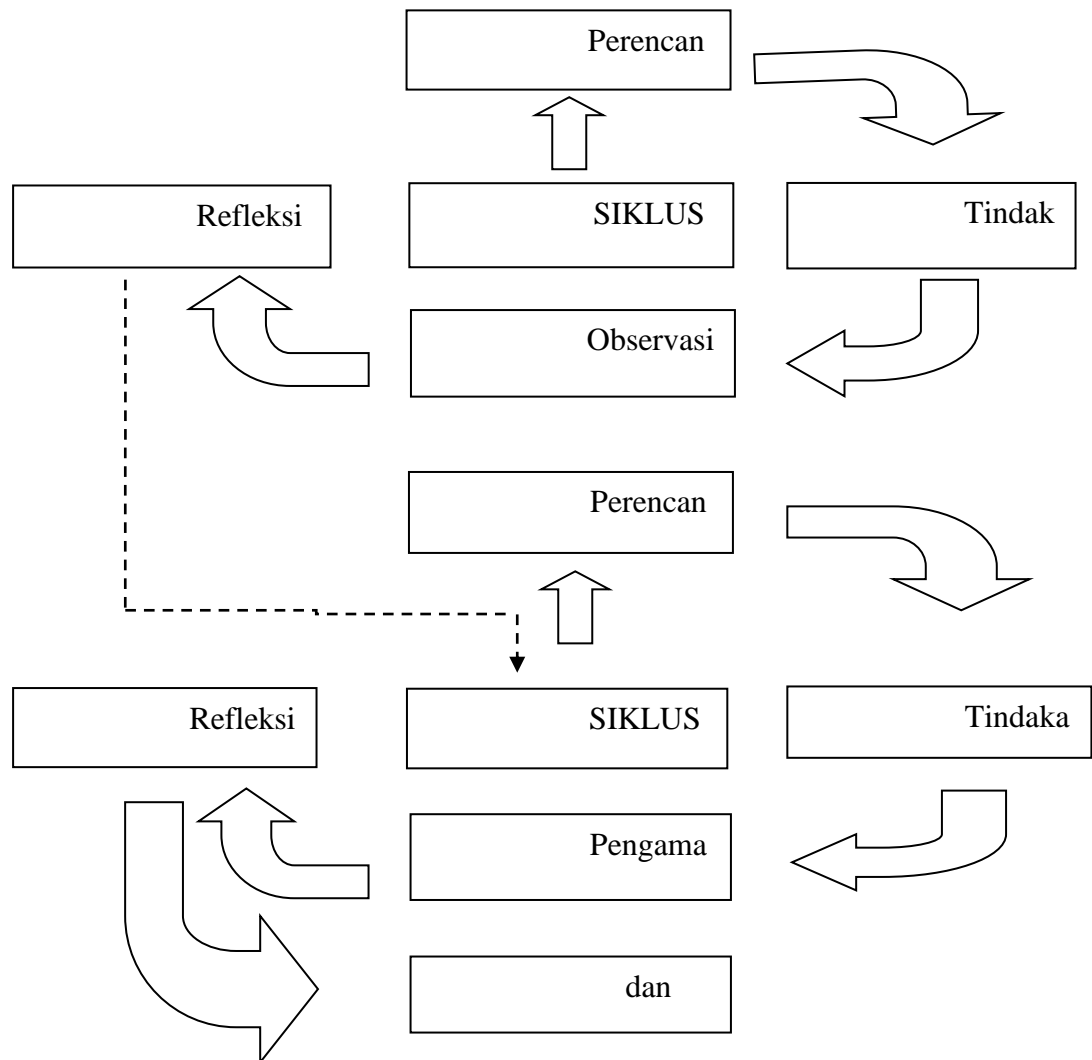 Perencan
Refleksi
SIKLUS
Tindak
Observasi
Perencan
Refleksi
SIKLUS
Tindaka
Pengama
dan